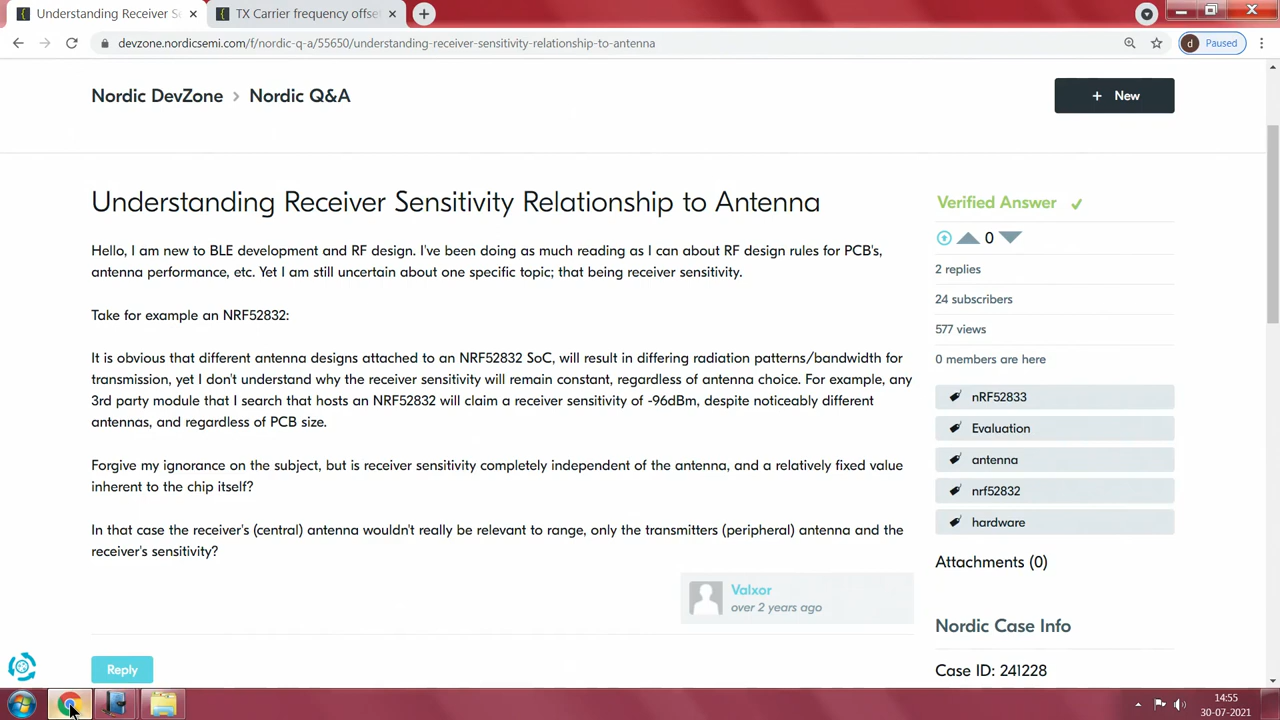 Understanding Receiver S
TX Carrier frequency offse
devzone.nordicsemi.com/f/nordic-q-a/55650/understanding-receiver-sensitivity-relationship-to-antenna
d Paused
Nordic DevZone > Nordic Q&A
+ New
Understanding Receiver Sensitivity Relationship to Antenna
Hello, I am new to BLE development and RF design. I've been doing as much reading as I can about RF design rules for PCB's,
antenna performance, etc. Yet I am still uncertain about one specific topic; that being receiver sensitivity.
Take for example an NRF52832:
It is obvious that different antenna designs attached to an NRF52832 SoC, will result in differing radiation patterns/bandwidth for
transmission, yet I don't understand why the receiver sensitivity will remain constant, regardless of antenna choice. For example, any
3rd party module that I search that hosts an NRF52832 will claim a receiver sensitivity of -96dBm, despite noticeably different
antennas, and regardless of PCB size.
Forgive my ignorance on the subject, but is receiver sensitivity completely independent of the antenna, and a relatively fixed value
inherent to the chip itself?
In that case the receiver's (central) antenna wouldn't really be relevant to range, only the transmitters (peripheral) antenna and the
receiver's sensitivity?
Valxor
over 2 years ago
Reply
Verified Answer ✓
0
2 replies
24 subscribers
577 views
0 members are here
nRF52833
Evaluation
antenna
nrf52832
hardware
Attachments (0)
Nordic Case Info
Case ID: 241228
14:55
30-07-2021